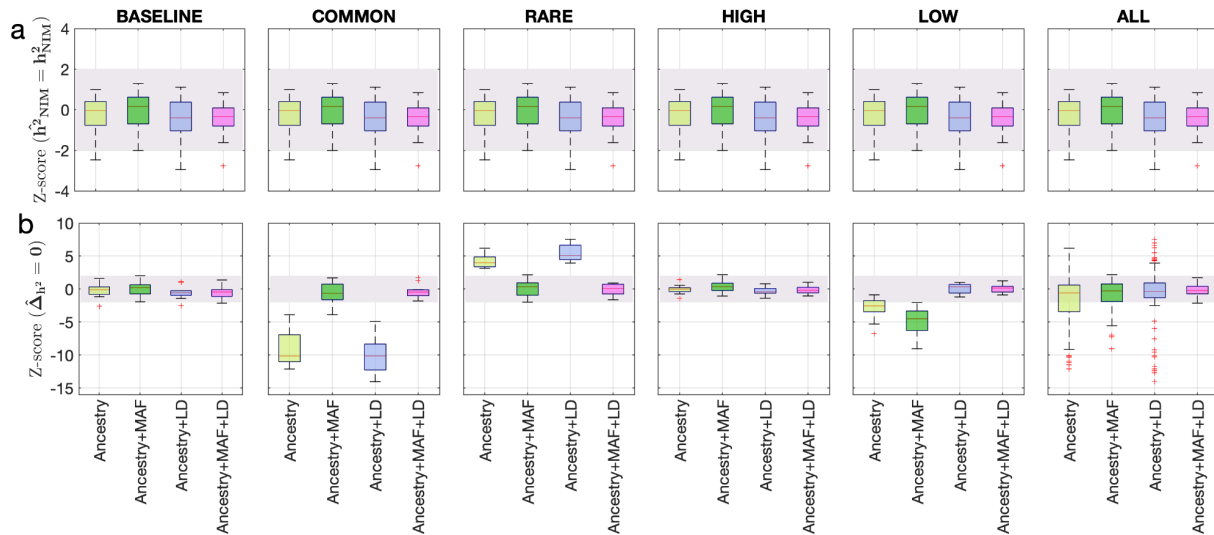 BASELINE COMMON RARE HIGH LOW ALL
a
Z-score (ĥ²_NIM = h²_NIM)
4
2
0
-2
-4
b
Z-score (Δ̂_h² = 0)
10
5
0
-5
-10
-15
Ancestry Ancestry+MAF Ancestry+LD Ancestry+MAF+LD
Ancestry Ancestry+MAF Ancestry+LD Ancestry+MAF+LD
Ancestry Ancestry+MAF Ancestry+LD Ancestry+MAF+LD
Ancestry Ancestry+MAF Ancestry+LD Ancestry+MAF+LD
Ancestry Ancestry+MAF Ancestry+LD Ancestry+MAF+LD
Ancestry Ancestry+MAF Ancestry+LD Ancestry+MAF+LD